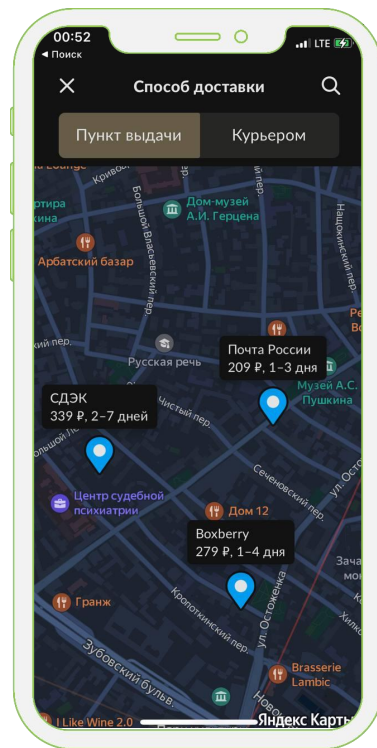 00:52
LTE
Поиск
Способ доставки
Пункт выдачи
Курьером
Дом-музей
А.И. Герцена
Большой Власьевский пер.
Нащокинский пер.
Арбатский базар
Русская речь
Почта России
209 ₽, 1–3 дня
Музей А.С.
Пушкина
СДЭК
339 ₽, 2–7 дней
Чистый пер.
Сеченовский пер.
Центр судебной
психиатрии
Дом 12
Boxberry
279 ₽, 1–4 дня
Гранж
Кропоткинский пер.
ул. Остоженка
Зубовский бульв.
Brasserie
Lambic
I Like Wine 2.0
Яндекс Карты